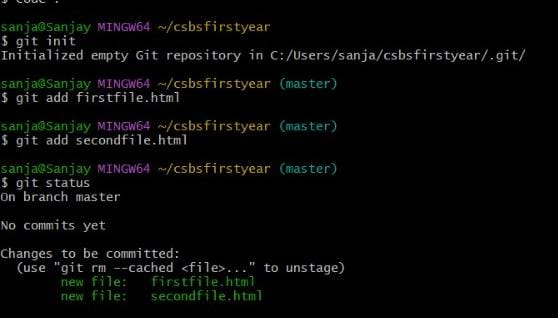 $ code .
sanja@Sanjay MINGW64 ~/csbsfirstyear
$ git init
Initialized empty Git repository in C:/Users/sanja/csbsfirstyear/.git/
sanja@Sanjay MINGW64 ~/csbsfirstyear (master)
$ git add firstfile.html
sanja@Sanjay MINGW64 ~/csbsfirstyear (master)
$ git add secondfile.html
sanja@Sanjay MINGW64 ~/csbsfirstyear (master)
$ git status
On branch master
No commits yet
Changes to be committed:
(use "git rm --cached <file>..." to unstage)
new file: firstfile.html
new file: secondfile.html